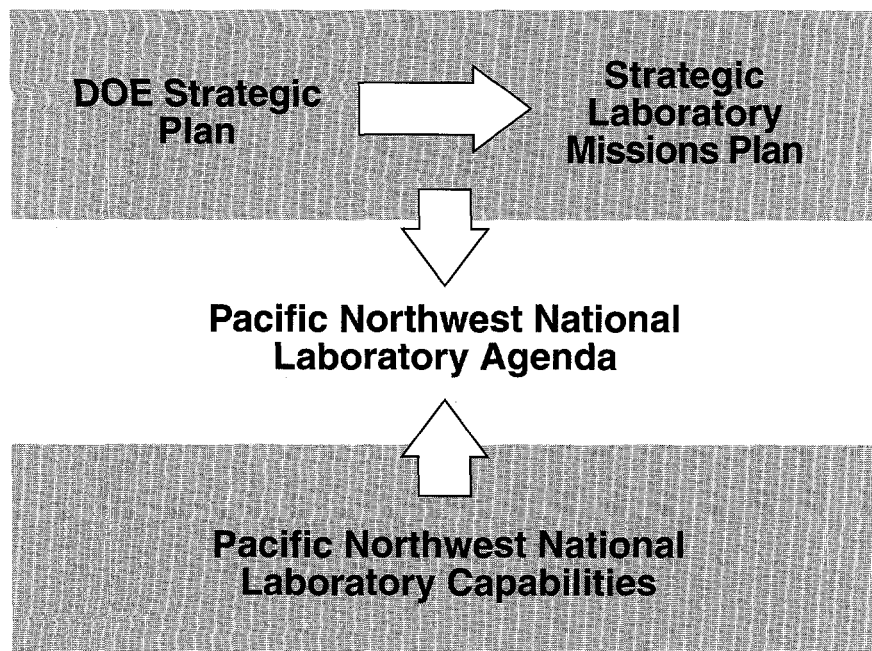 DOE Strategic
Plan
Strategic
Laboratory
Missions Plan
Pacific Northwest National
Laboratory Agenda
Pacific Northwest National
Laboratory Capabilities